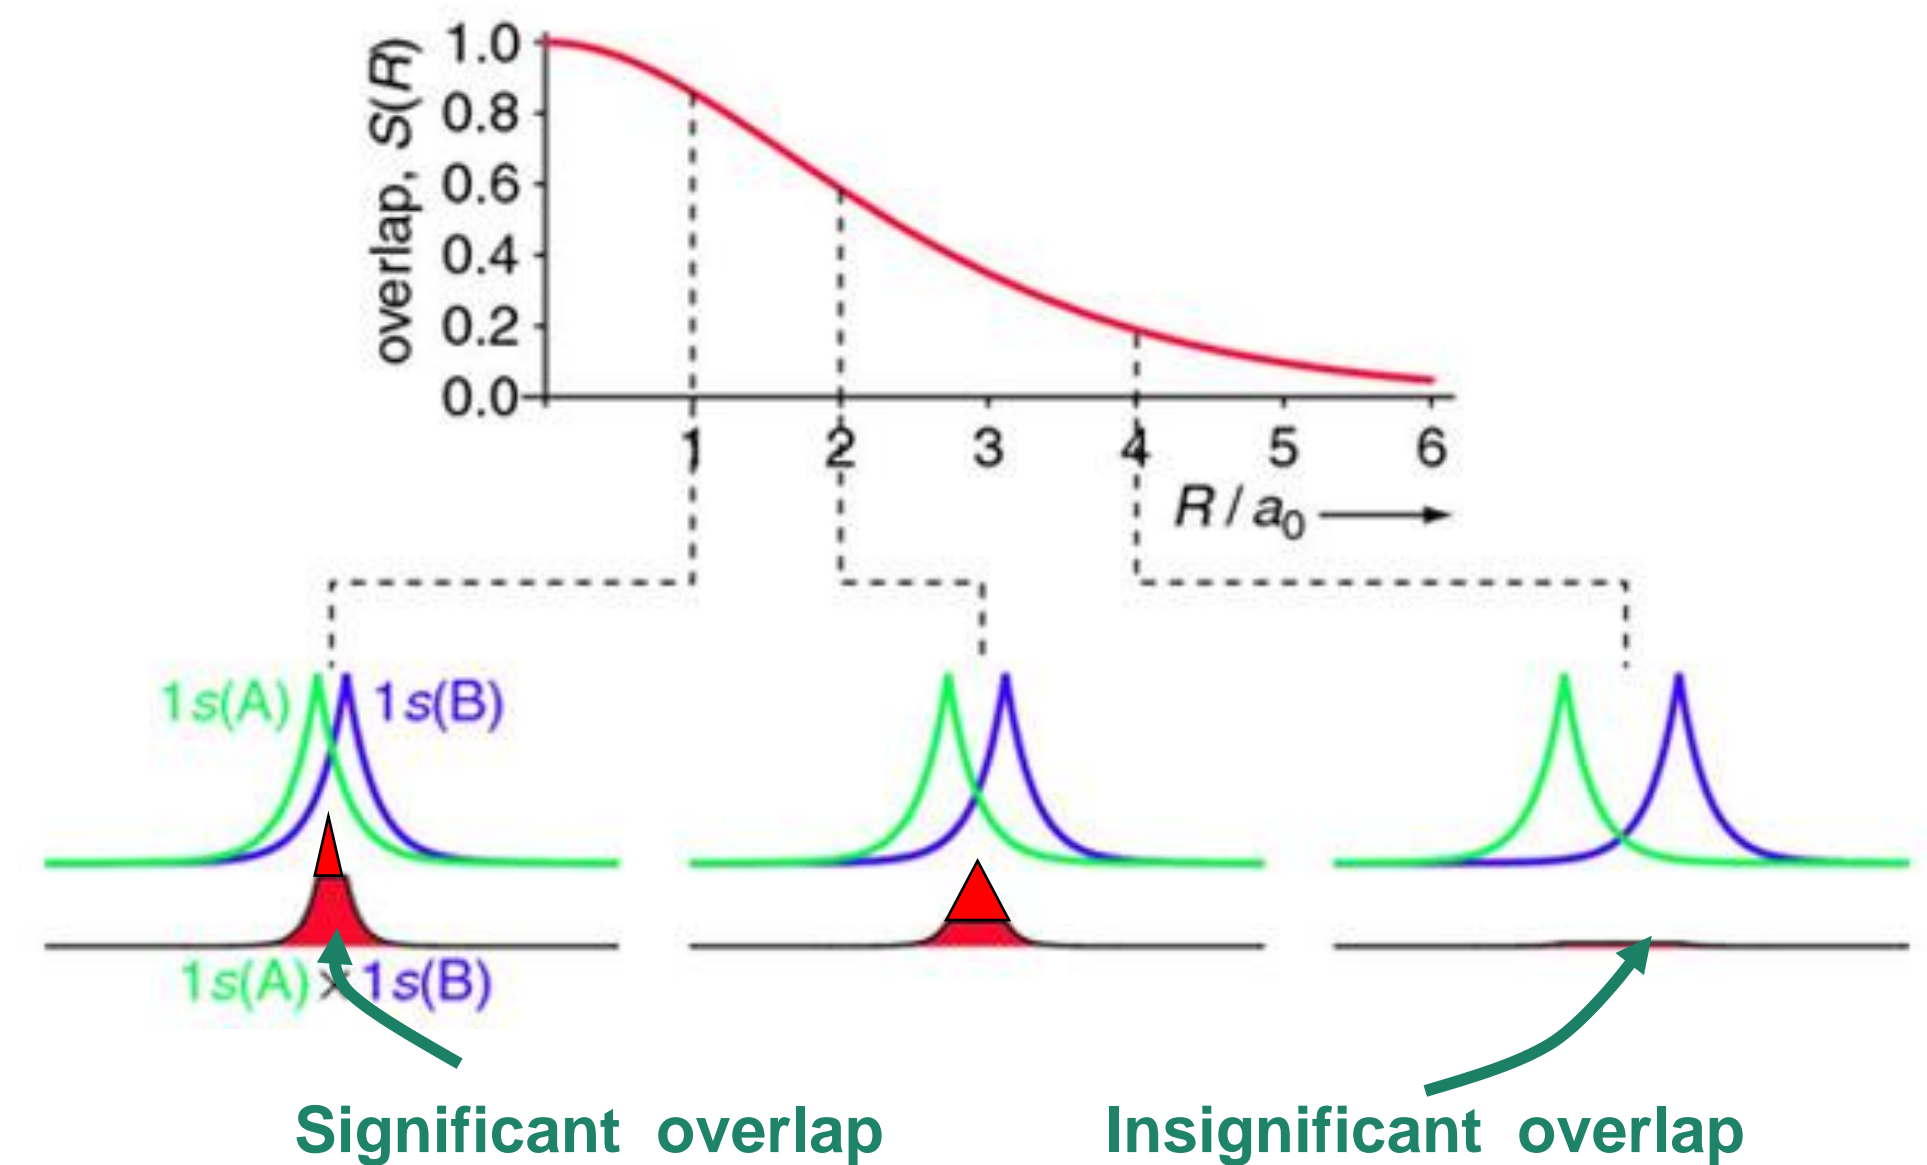 overlap, S(R)
1.0
0.8
0.6
0.4
0.2
0.0
1 2 3 4 5 6
R / a₀
1s(A) 1s(B)
1s(A) × 1s(B)
Significant overlap
Insignificant overlap